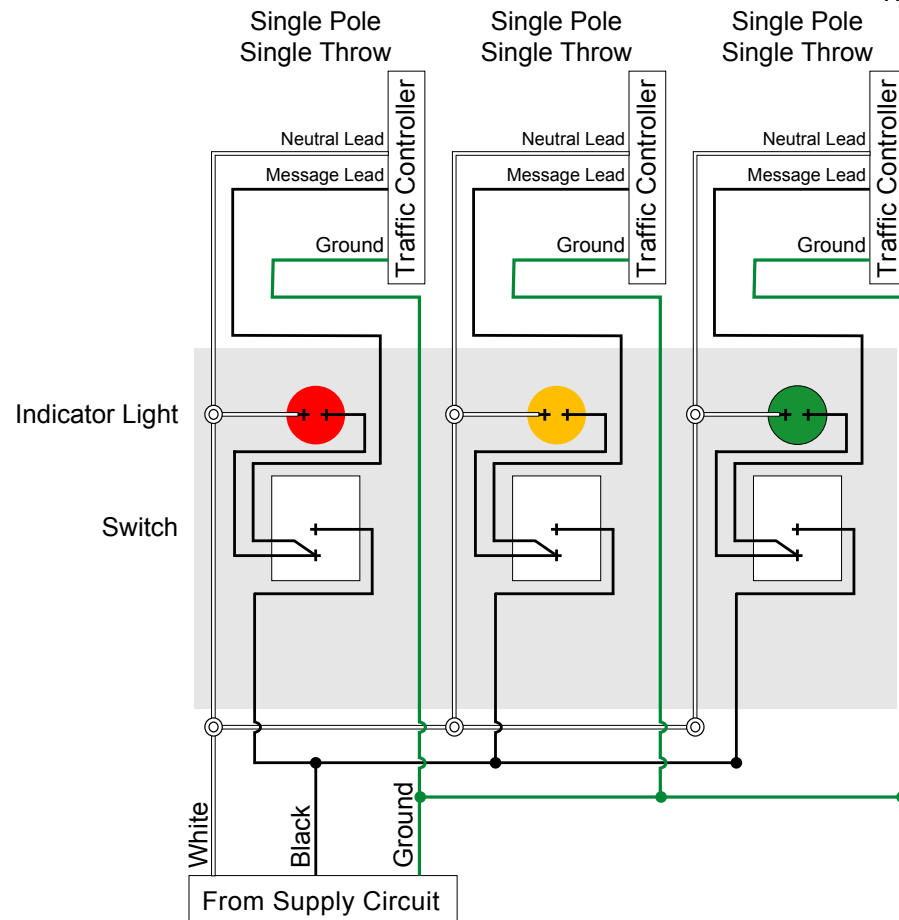 Single Pole
Single Throw
Single Pole
Single Throw
Single Pole
Single Throw
Neutral Lead
Message Lead
Ground
Traffic Controller
Neutral Lead
Message Lead
Ground
Traffic Controller
Neutral Lead
Message Lead
Ground
Traffic Controller
Indicator Light
Switch
White
Black
Ground
From Supply Circuit